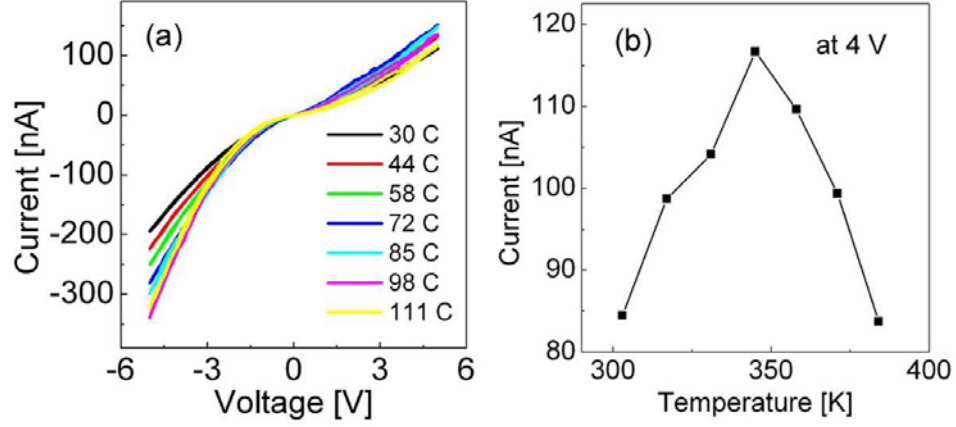 (a)
Current [nA]
100
0
-100
-200
-300
30 C
44 C
58 C
72 C
85 C
98 C
111 C
-6 -3 0 3 6
Voltage [V]
(b)
at 4 V
Current [nA]
120
110
100
90
80
300 350 400
Temperature [K]